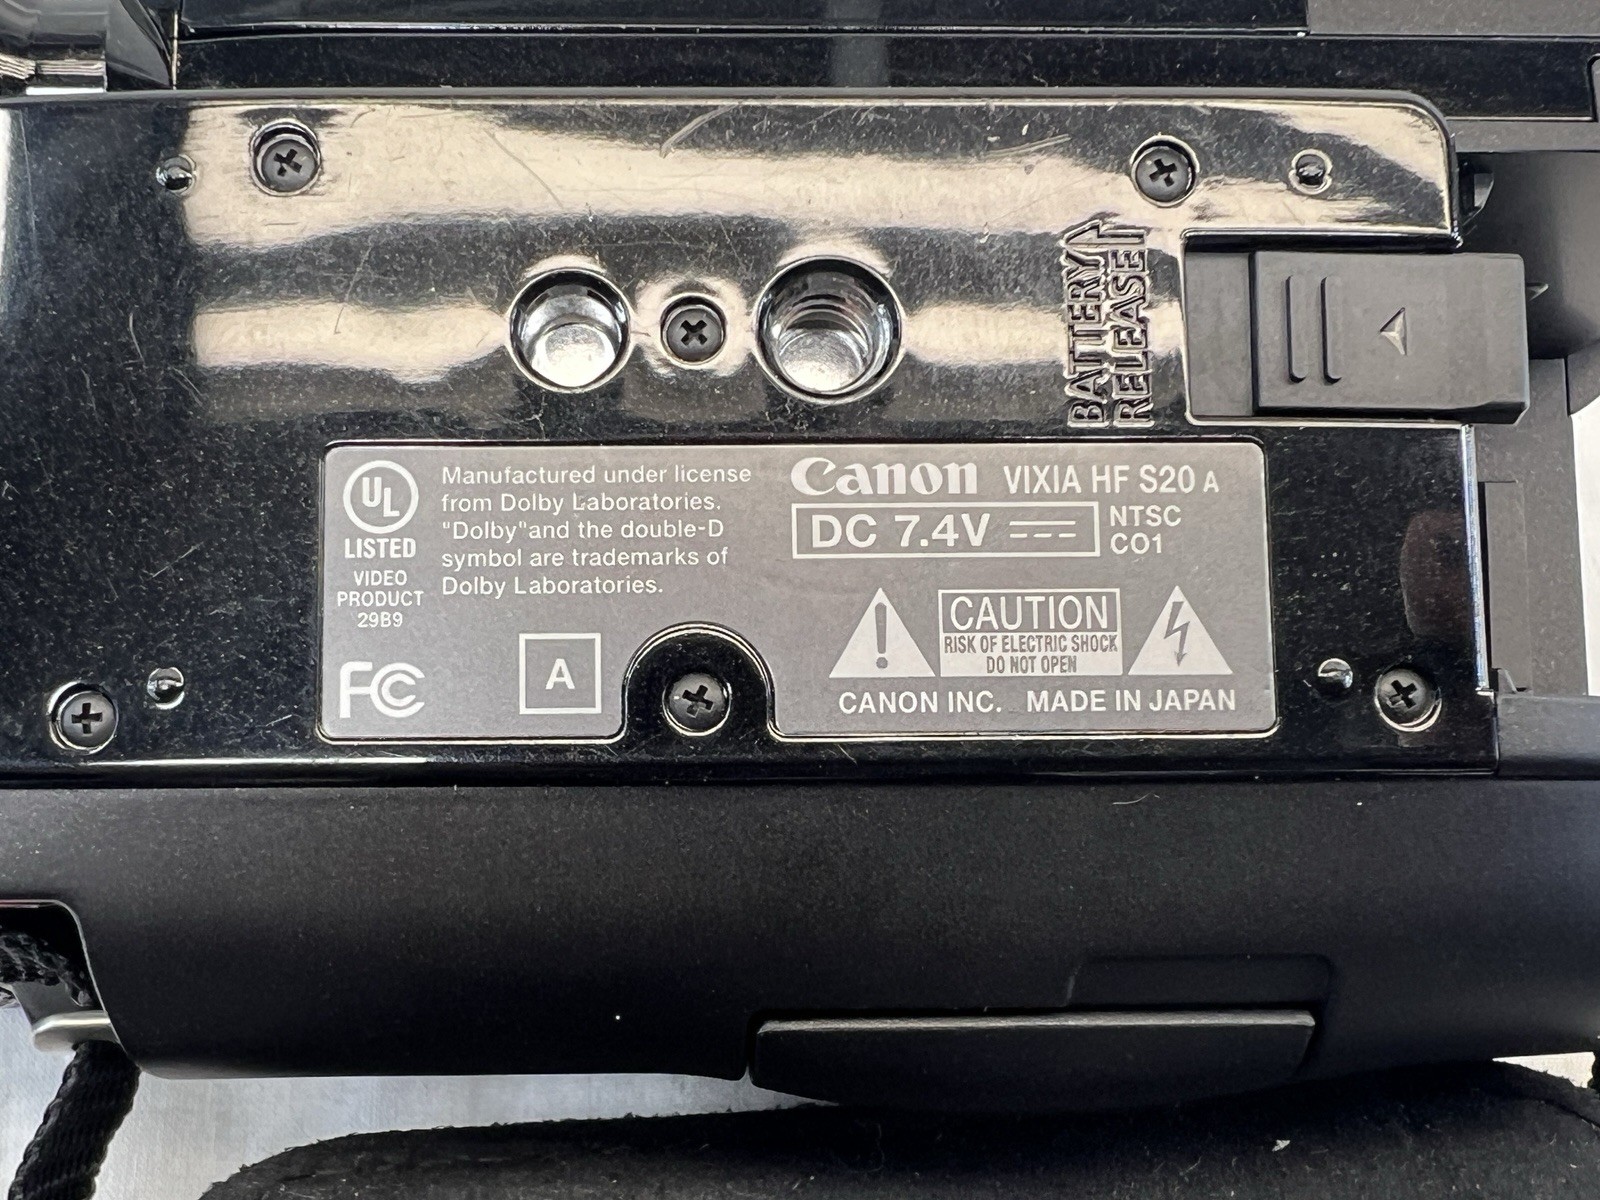 BATTERY
RELEASE
UL
LISTED
VIDEO
PRODUCT
29B9
FC
Manufactured under license
from Dolby Laboratories.
"Dolby"and the double-D
symbol are trademarks of
Dolby Laboratories.
A
Canon VIXIA HF S20 A
DC 7.4V
NTSC
CO1
CAUTION
RISK OF ELECTRIC SHOCK
DO NOT OPEN
CANON INC. MADE IN JAPAN